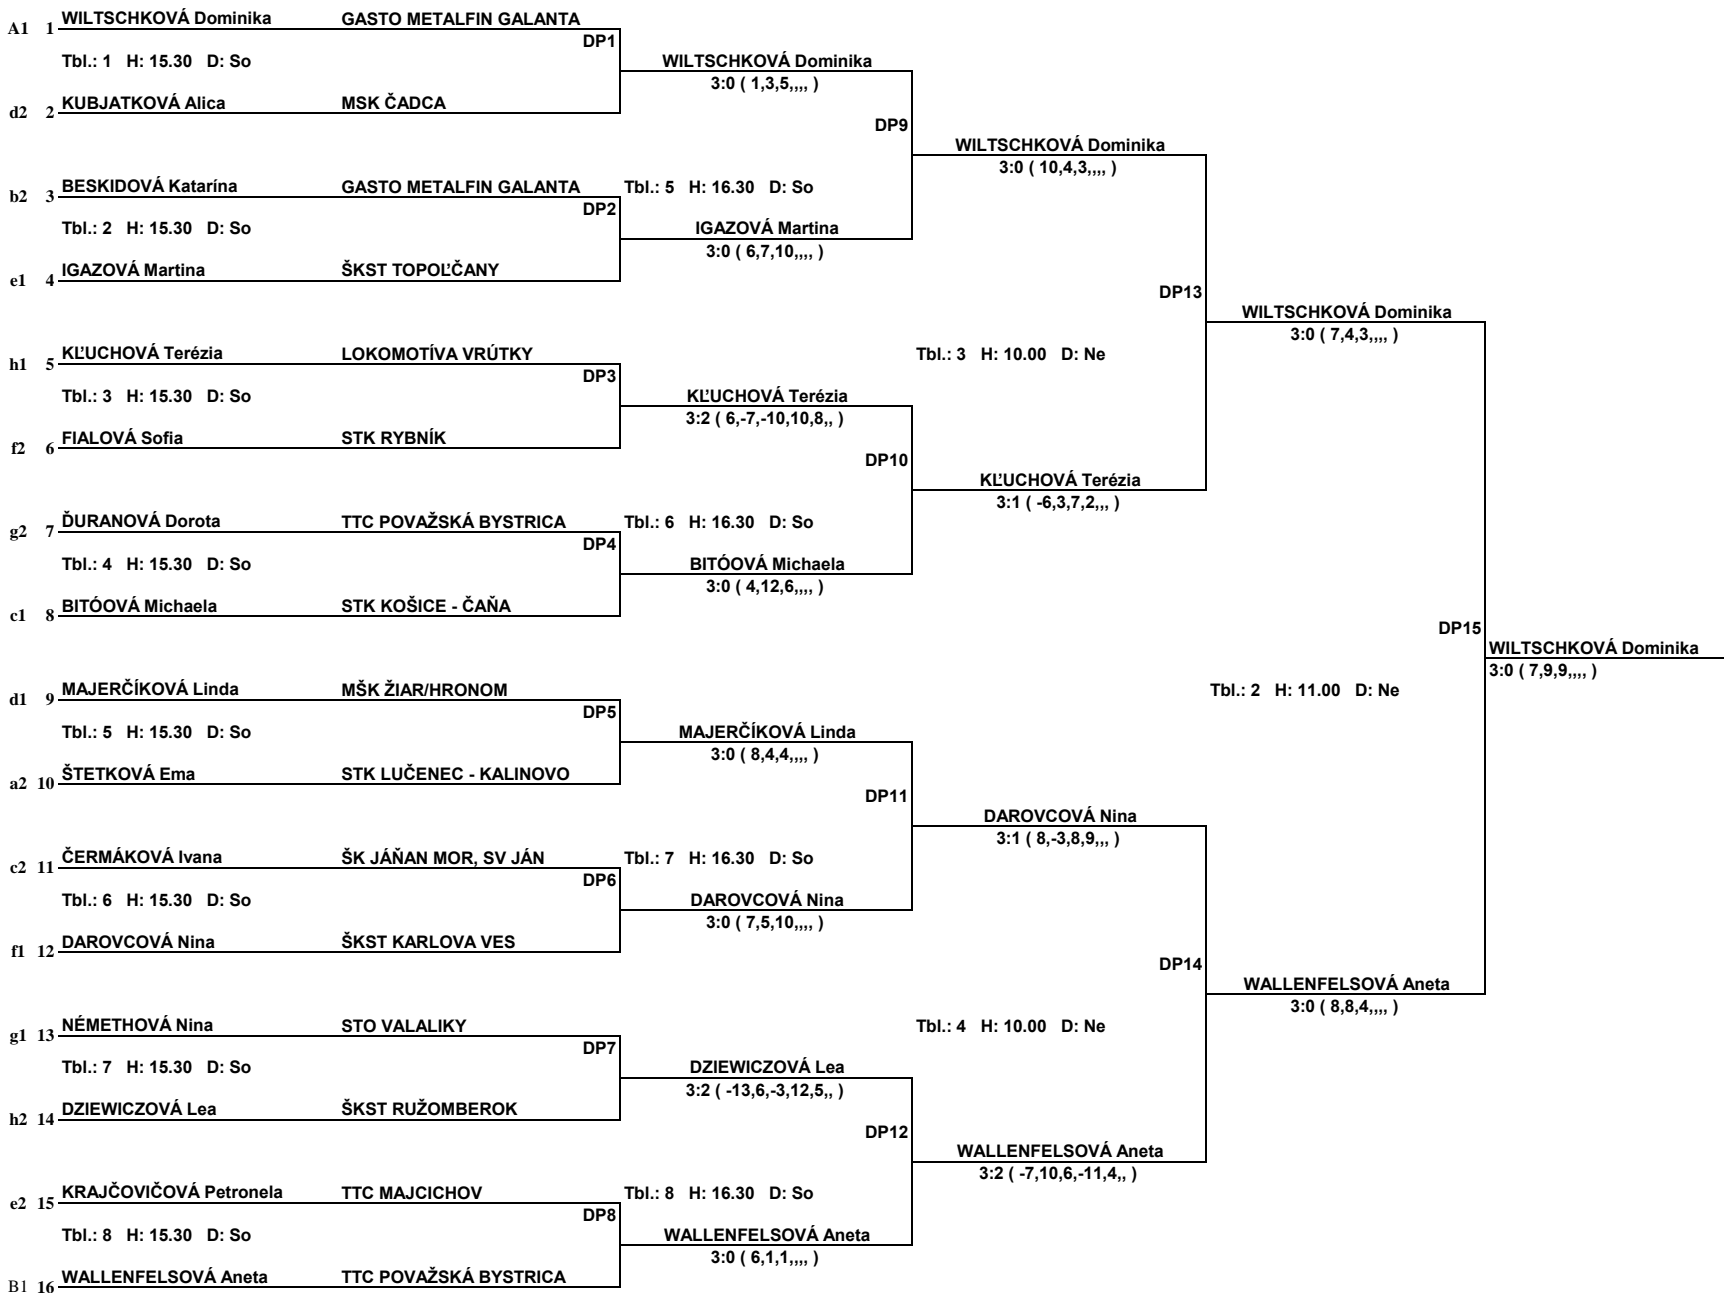 A1 1 WILTSCHKOVÁ Dominika GASTO METALFIN GALANTA
DP1
Tbl.: 1 H: 15.30 D: So
WILTSCHKOVÁ Dominika
3:0 ( 1,3,5,,,, )
d2 2 KUBJATKOVÁ Alica MSK ČADCA
DP9
WILTSCHKOVÁ Dominika
3:0 ( 10,4,3,,,, )
b2 3 BESKIDOVÁ Katarína GASTO METALFIN GALANTA Tbl.: 5 H: 16.30 D: So
DP2
Tbl.: 2 H: 15.30 D: So
IGAZOVÁ Martina
3:0 ( 6,7,10,,,, )
e1 4 IGAZOVÁ Martina ŠKST TOPOĽČANY
DP13
WILTSCHKOVÁ Dominika
3:0 ( 7,4,3,,,, )
h1 5 KĽUCHOVÁ Terézia LOKOMOTÍVA VRÚTKY Tbl.: 3 H: 10.00 D: Ne
DP3
Tbl.: 3 H: 15.30 D: So
KĽUCHOVÁ Terézia
3:2 ( 6,-7,-10,10,8,, )
f2 6 FIALOVÁ Sofia STK RYBNÍK
DP10
KĽUCHOVÁ Terézia
3:1 ( -6,3,7,2,,, )
g2 7 ĎURANOVÁ Dorota TTC POVAŽSKÁ BYSTRICA Tbl.: 6 H: 16.30 D: So
DP4
Tbl.: 4 H: 15.30 D: So
BITÓOVÁ Michaela
3:0 ( 4,12,6,,,, )
c1 8 BITÓOVÁ Michaela STK KOŠICE - ČAŇA
DP15
WILTSCHKOVÁ Dominika
3:0 ( 7,9,9,,,, )
d1 9 MAJERČÍKOVÁ Linda MŠK ŽIAR/HRONOM Tbl.: 2 H: 11.00 D: Ne
DP5
Tbl.: 5 H: 15.30 D: So
MAJERČÍKOVÁ Linda
3:0 ( 8,4,4,,,, )
a2 10 ŠTETKOVÁ Ema STK LUČENEC - KALINOVO
DP11
DAROVCOVÁ Nina
3:1 ( 8,-3,8,9,,, )
c2 11 ČERMÁKOVÁ Ivana ŠK JÁŇAN MOR, SV JÁN Tbl.: 7 H: 16.30 D: So
DP6
Tbl.: 6 H: 15.30 D: So
DAROVCOVÁ Nina
3:0 ( 7,5,10,,,, )
f1 12 DAROVCOVÁ Nina ŠKST KARLOVA VES
DP14
WALLENFELSOVÁ Aneta
3:0 ( 8,8,4,,,, )
g1 13 NÉMETHOVÁ Nina STO VALALIKY Tbl.: 4 H: 10.00 D: Ne
DP7
Tbl.: 7 H: 15.30 D: So
DZIEWICZOVÁ Lea
3:2 ( -13,6,-3,12,5,, )
h2 14 DZIEWICZOVÁ Lea ŠKST RUŽOMBEROK
DP12
WALLENFELSOVÁ Aneta
3:2 ( -7,10,6,-11,4,, )
e2 15 KRAJČOVIČOVÁ Petronela TTC MAJCICHOV Tbl.: 8 H: 16.30 D: So
DP8
Tbl.: 8 H: 15.30 D: So
WALLENFELSOVÁ Aneta
3:0 ( 6,1,1,,,, )
B1 16 WALLENFELSOVÁ Aneta TTC POVAŽSKÁ BYSTRICA